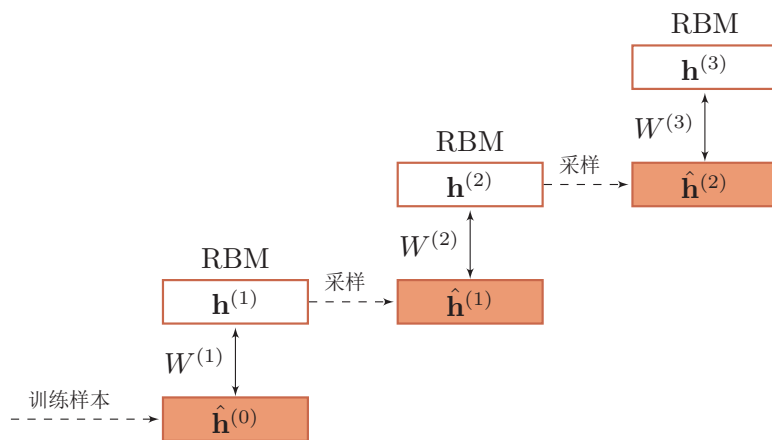 RBM
h^(3)
W^(3)
RBM
h^(2)
采样
ĥ^(2)
W^(2)
RBM
h^(1)
采样
ĥ^(1)
W^(1)
训练样本
ĥ^(0)